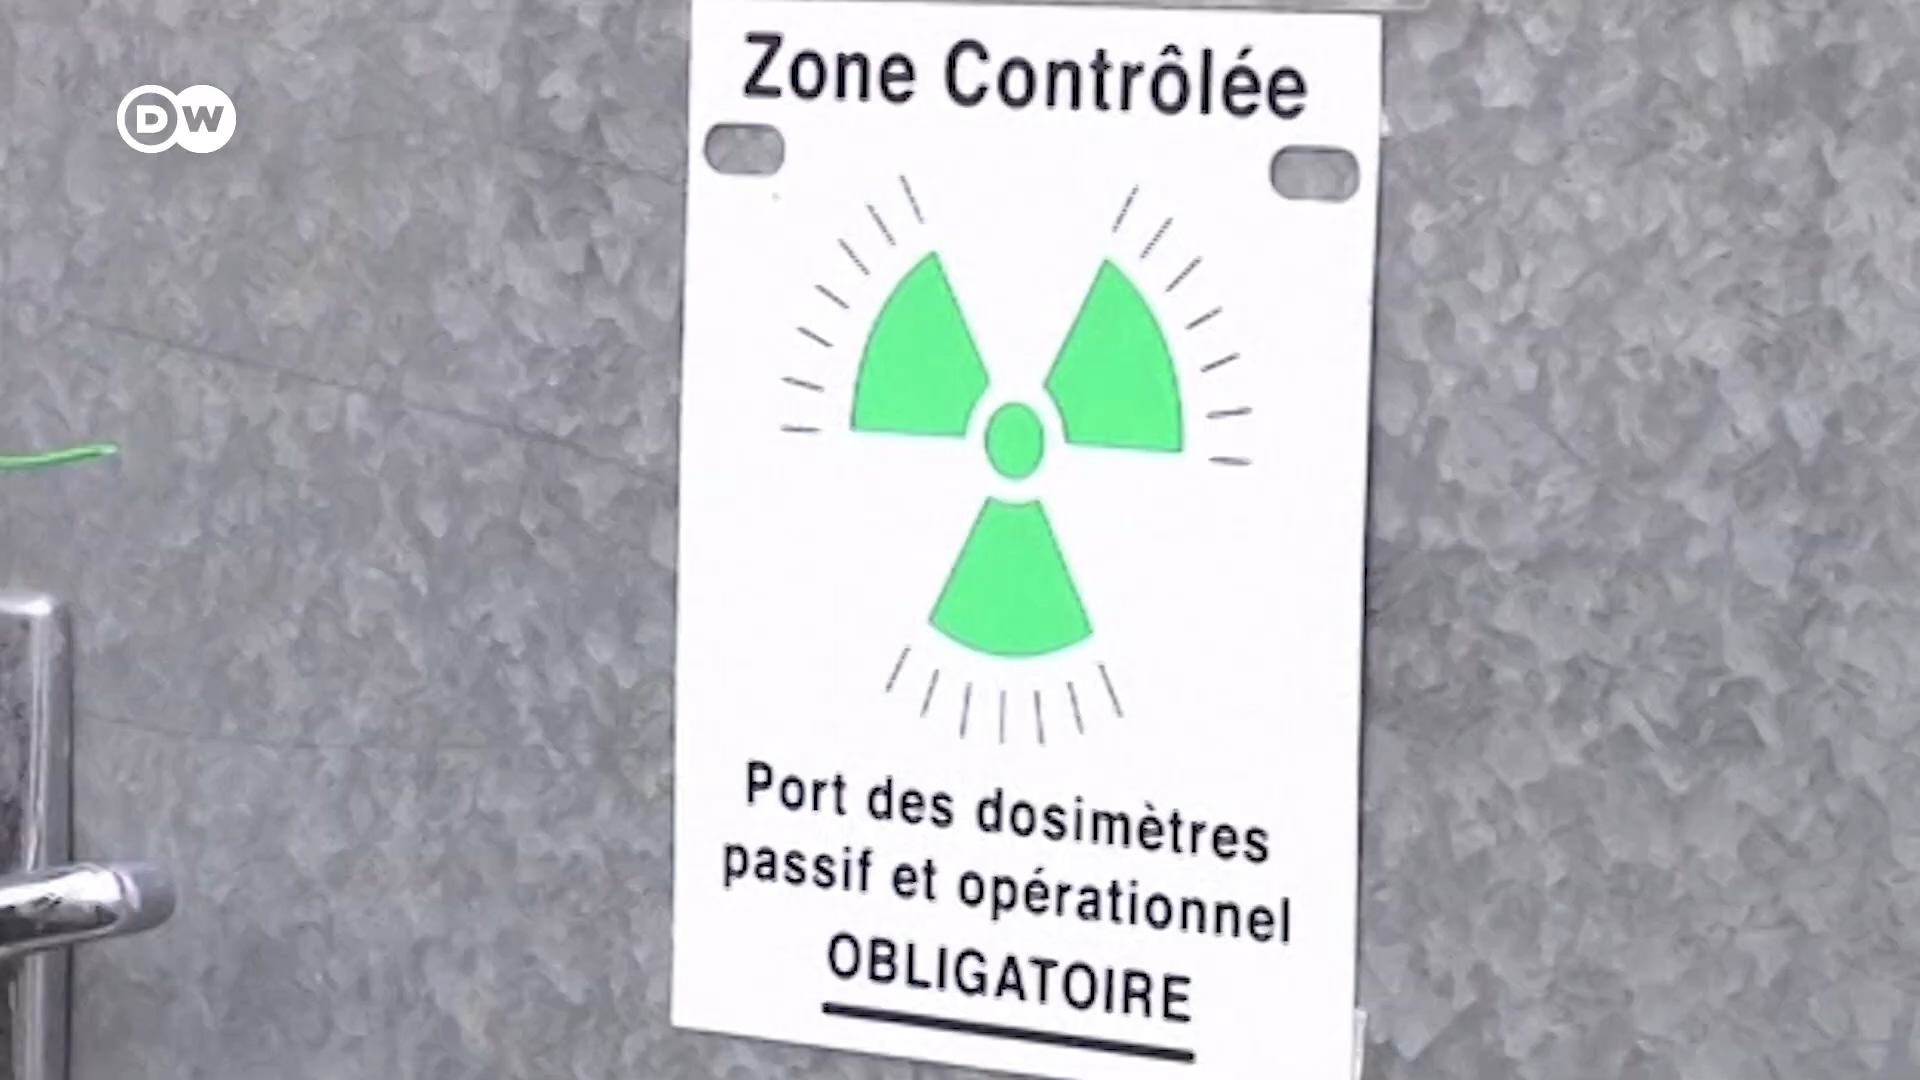 DW
Zone Contrôlée
Port des dosimètres
passif et opérationnel
OBLIGATOIRE